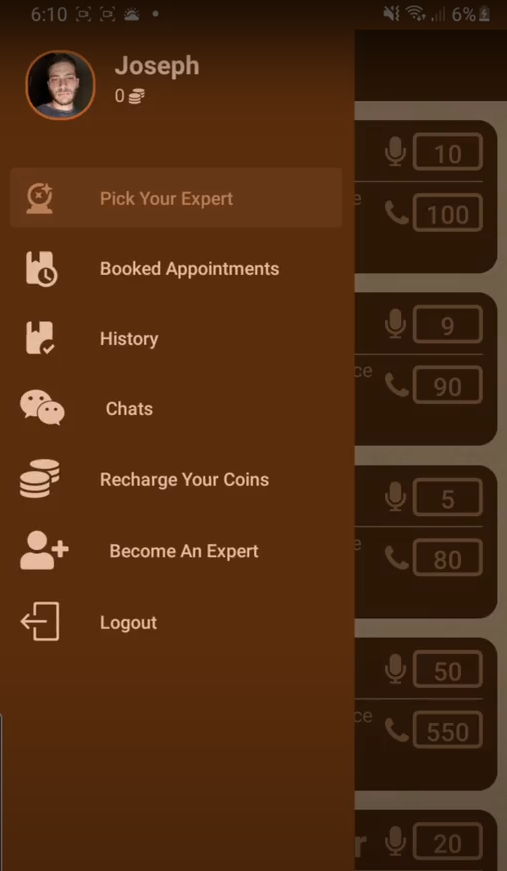 6:10
6%
Joseph
0
Pick Your Expert
Booked Appointments
History
Chats
Recharge Your Coins
Become An Expert
Logout
10
e
100
9
ce
90
5
e
80
50
ce
550
r
20